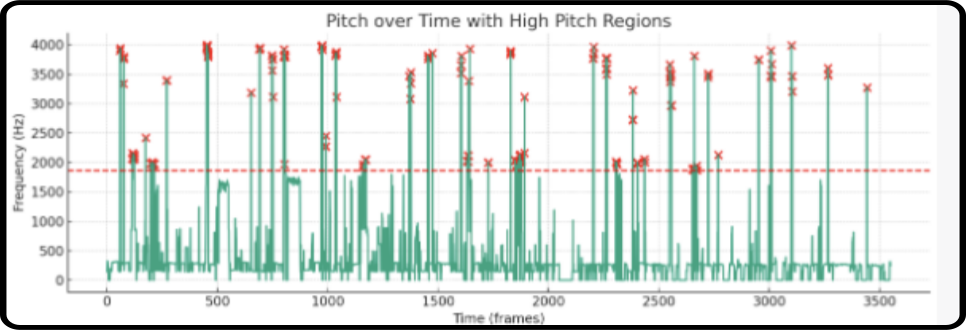 Pitch over Time with High Pitch Regions
4000
3500
3000
2500
2000
1500
1000
500
0
Frequency (Hz)
0 500 1000 1500 2000 2500 3000 3500
Time (frames)